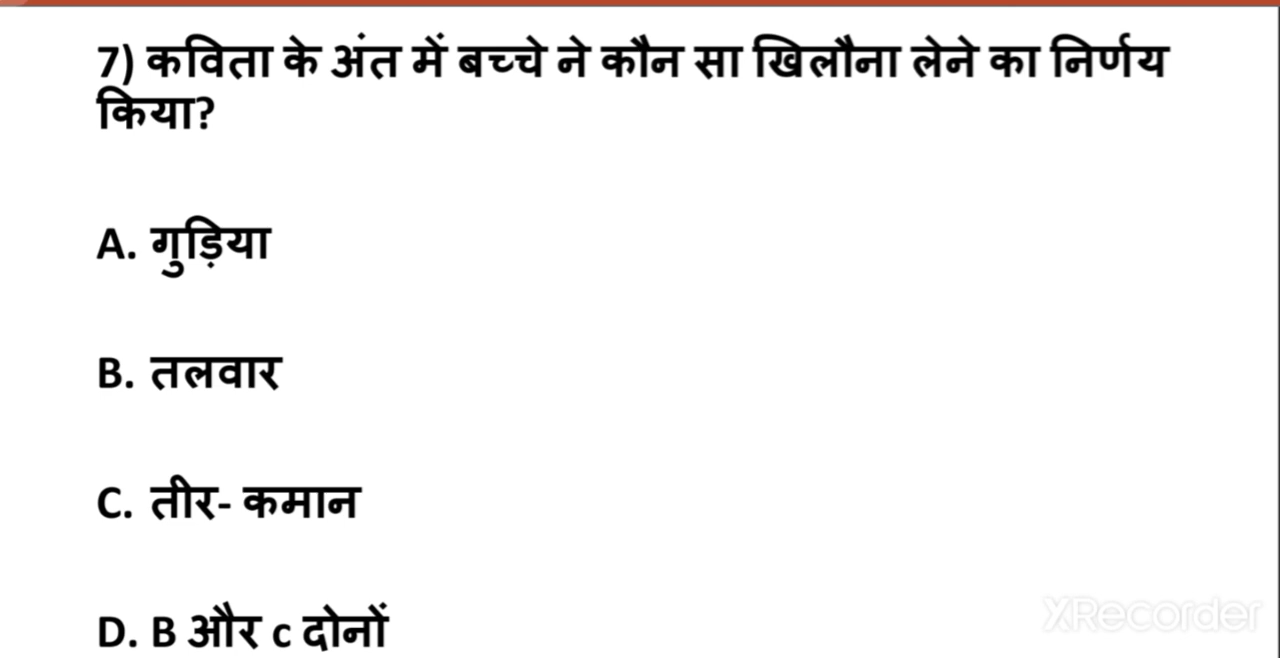 7) कविता के अंत में बच्चे ने कौन सा खिलौना लेने का निर्णय
किया?
A. गुड़िया
B. तलवार
C. तीर- कमान
D. B और c दोनों
XRecorder